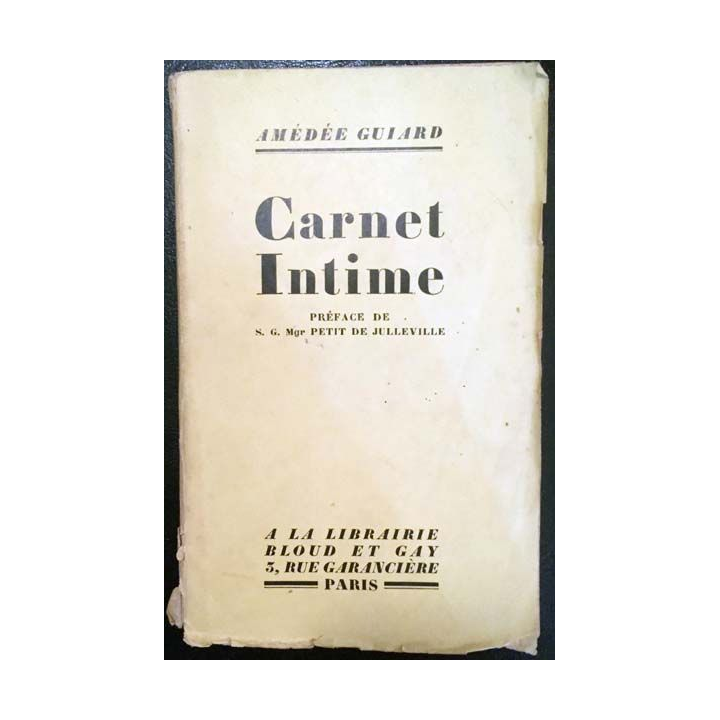 AMÉDÉE GUIARD
Carnet
Intime
PRÉFACE DE
S. G. Mgr PETIT DE JULLEVILLE
A LA LIBRAIRIE
BLOUD ET GAY
3, RUE GARANCIÈRE
PARIS